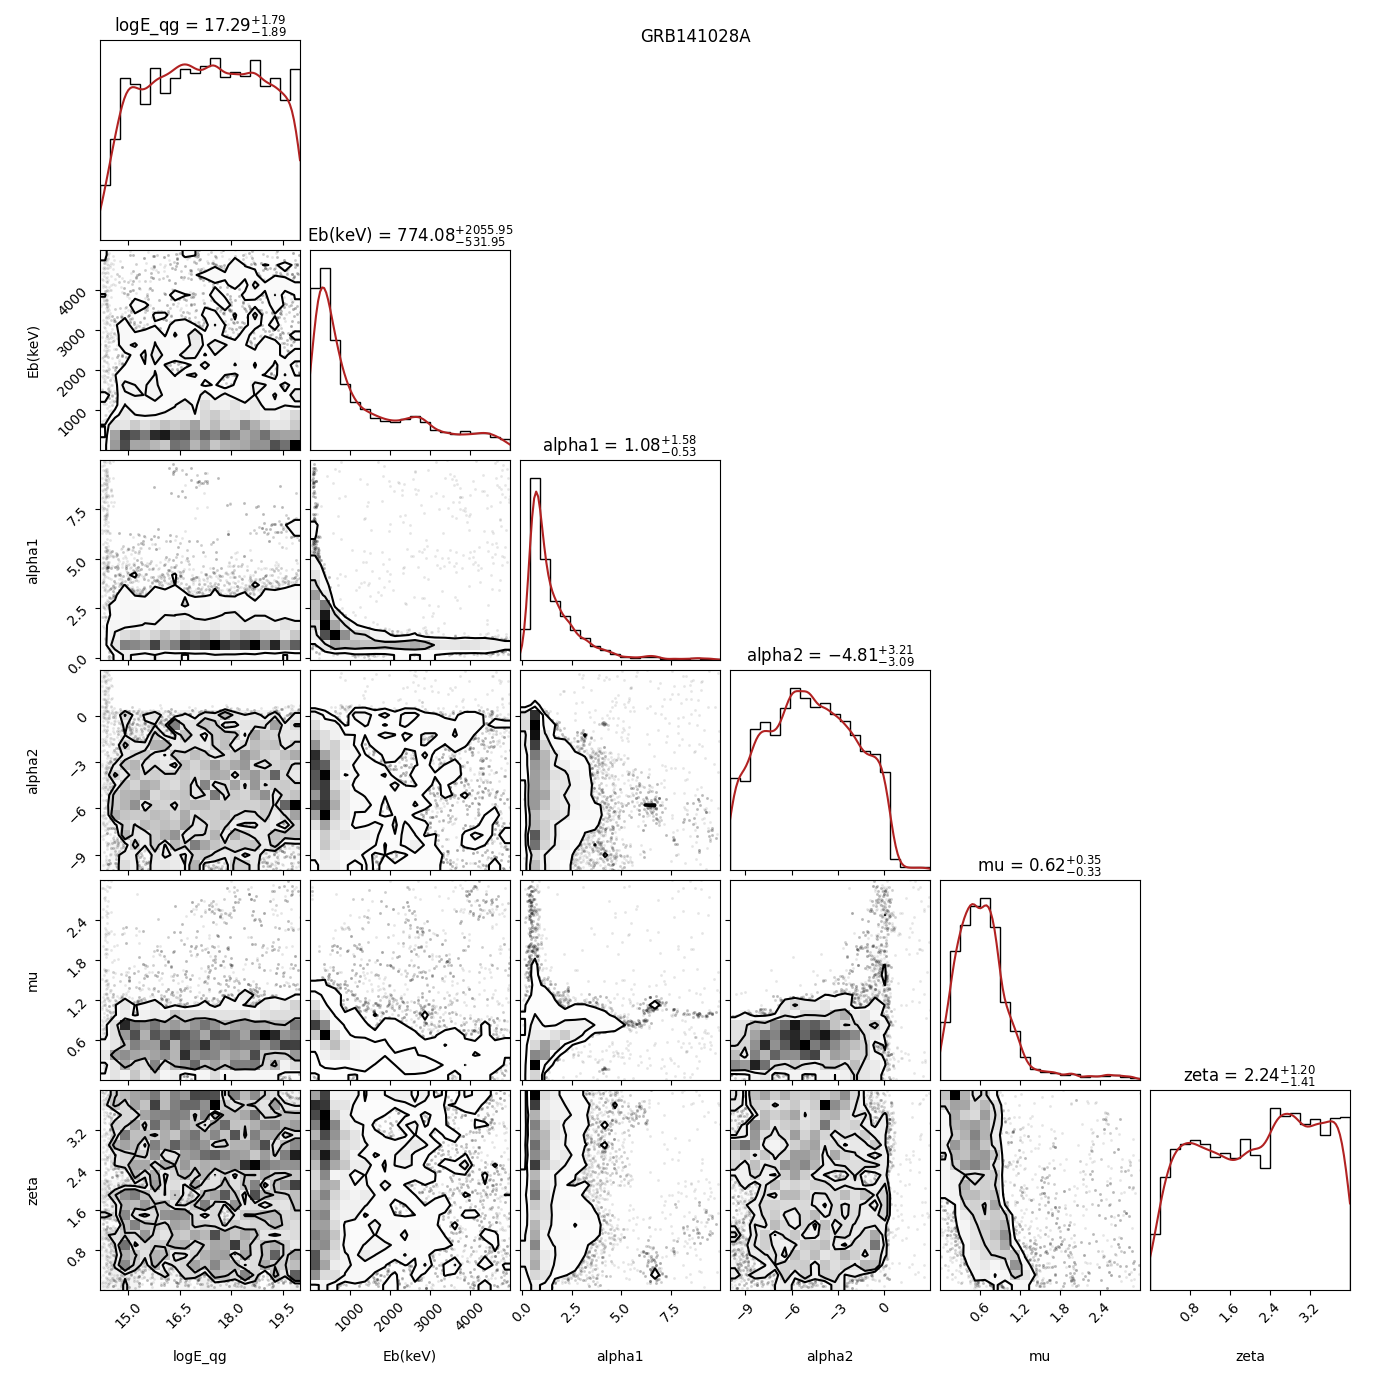 GRB141028A
logE_qg = 17.29+1.79 −1.89
Eb(keV) = 774.08+2055.95 −531.95
Eb(keV)
4000
3000
2000
1000
alpha1 = 1.08+1.58 −0.53
alpha1
7.5
5.0
2.5
0.0
alpha2 = −4.81+3.21 −3.09
alpha2
0
−3
−6
−9
mu = 0.62+0.35 −0.33
mu
2.4
1.8
1.2
0.6
zeta = 2.24+1.20 −1.41
zeta
3.2
2.4
1.6
0.8
15.0 16.5 18.0 19.5
1000 2000 3000 4000
0.0 2.5 5.0 7.5
−9 −6 −3 0
0.6 1.2 1.8 2.4
0.8 1.6 2.4 3.2
logE_qg
Eb(keV)
alpha1
alpha2
mu
zeta